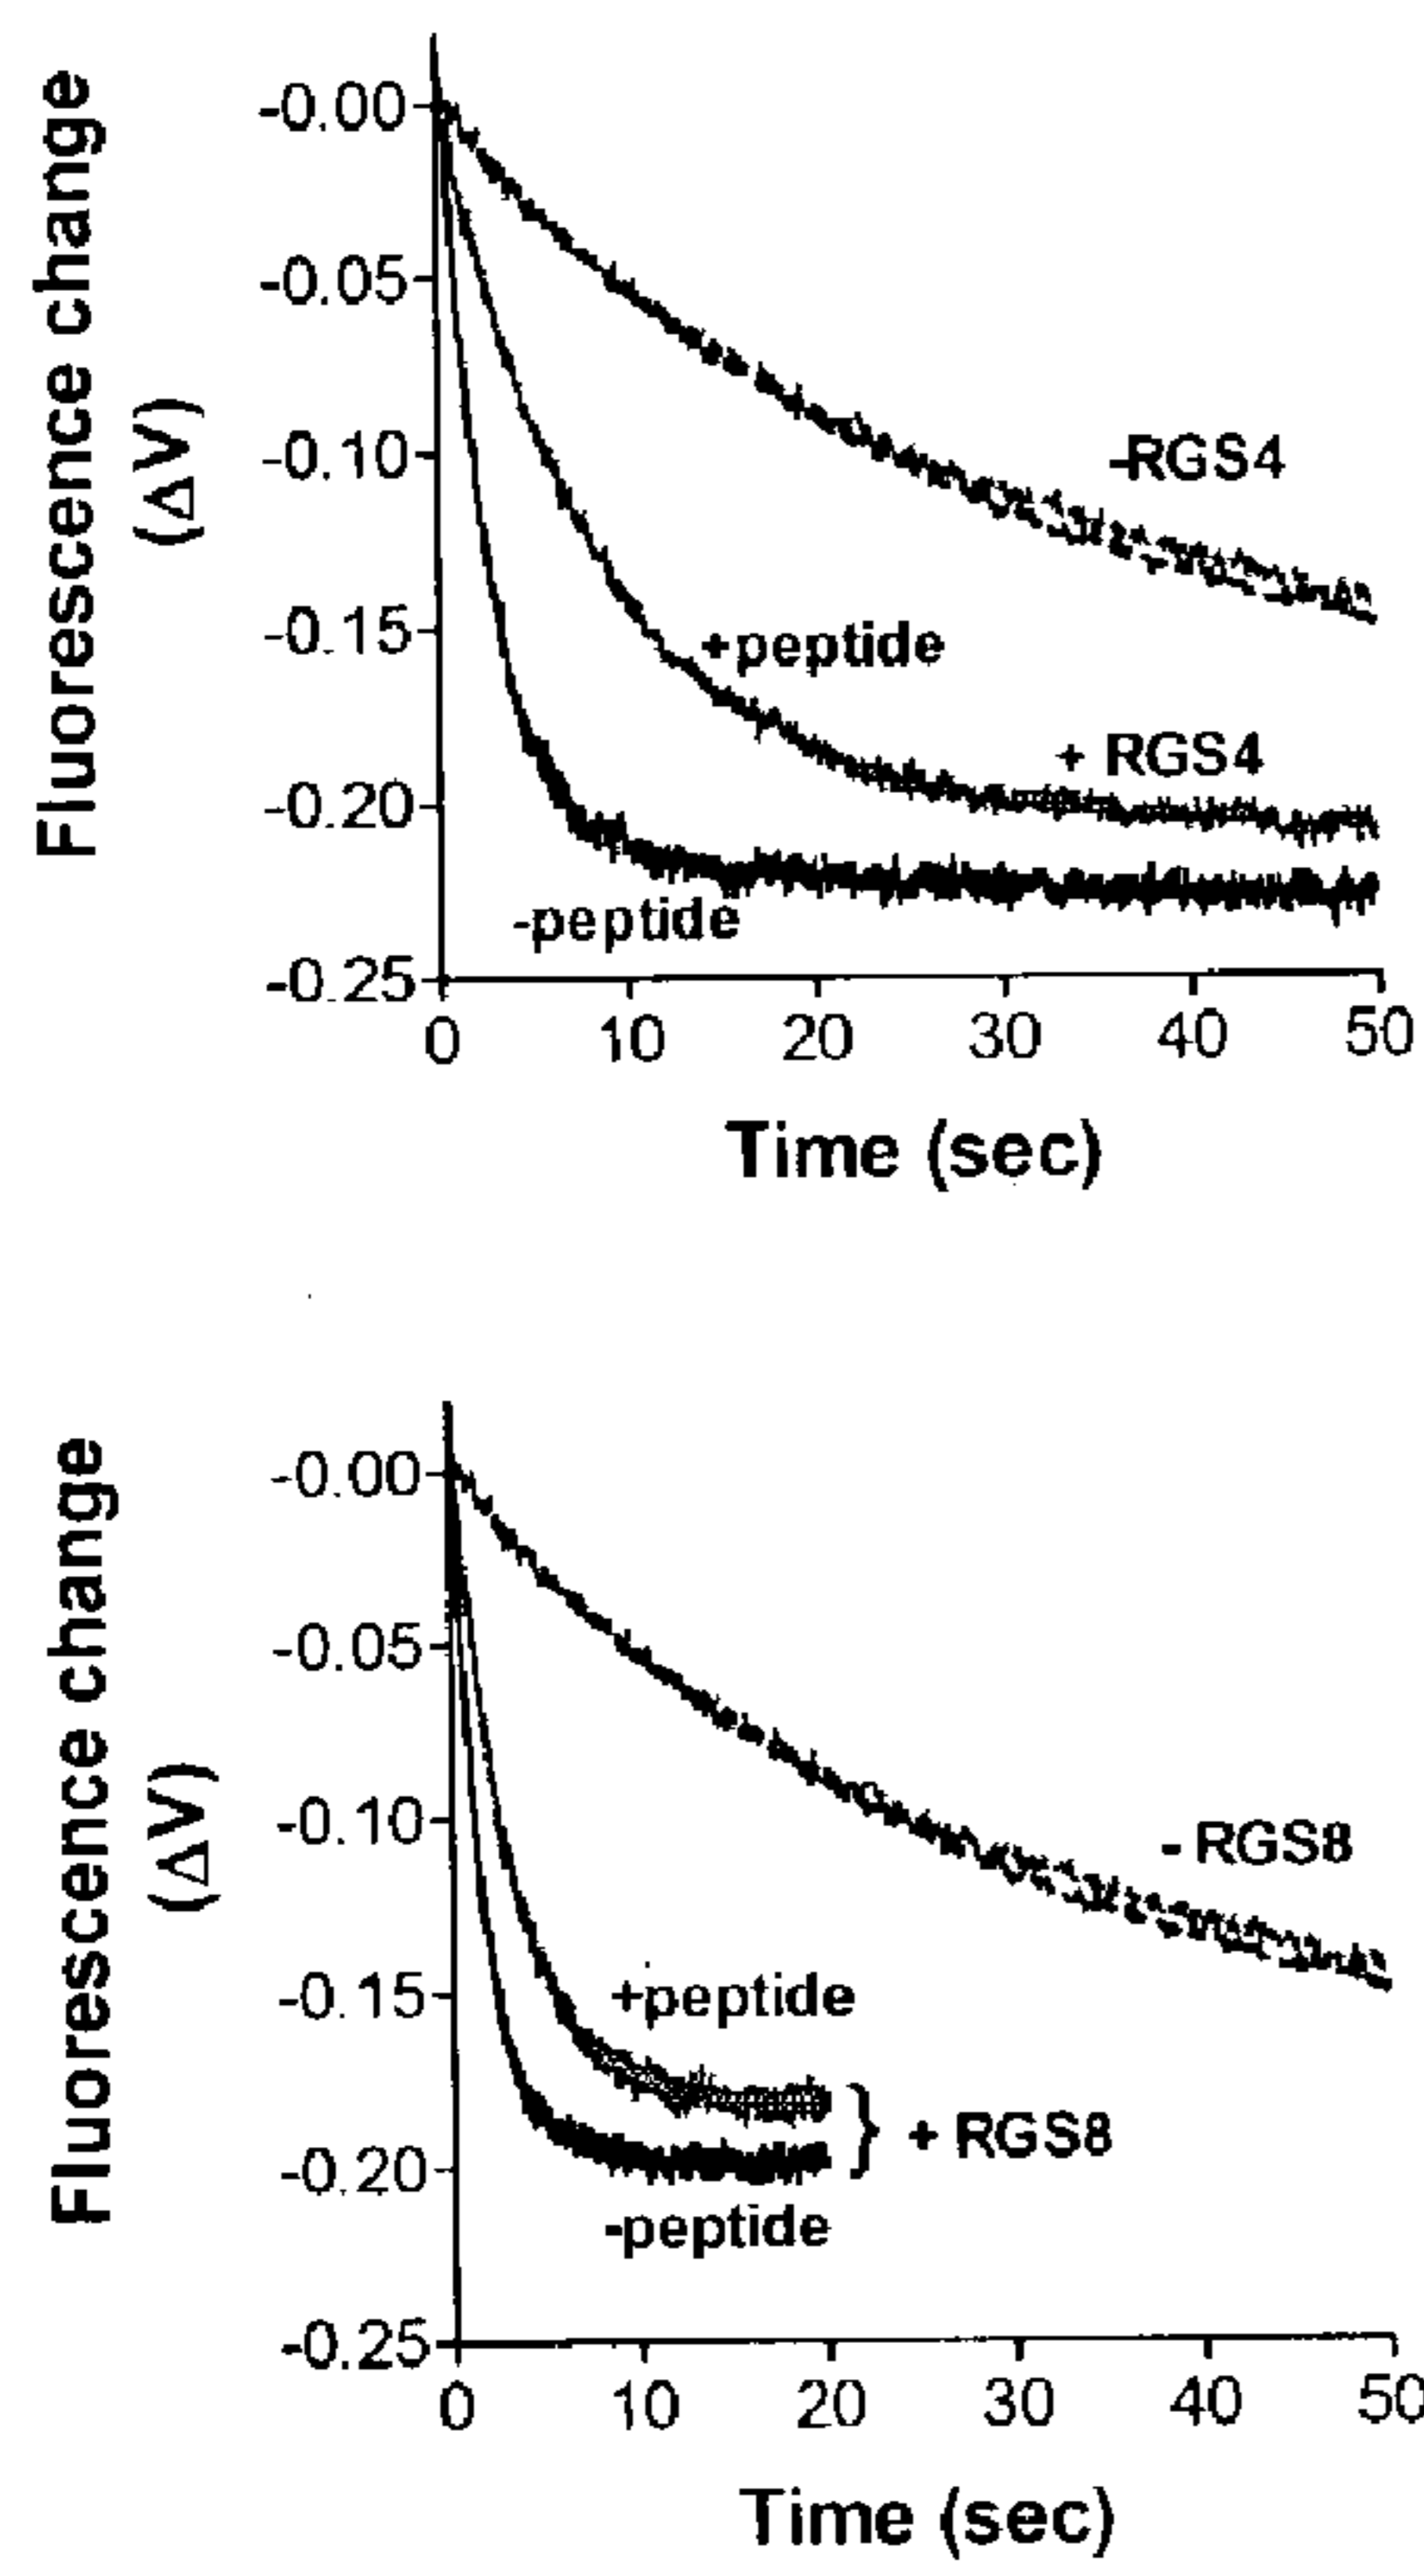 Fluorescence change
(ΔV)
-0.00
-0.05
-0.10
-0.15
-0.20
-0.25
-RGS4
+peptide
+ RGS4
-peptide
0 10 20 30 40 50
Time (sec)
Fluorescence change
(ΔV)
-0.00
-0.05
-0.10
-0.15
-0.20
-0.25
- RGS8
+peptide
} + RGS8
-peptide
0 10 20 30 40 50
Time (sec)